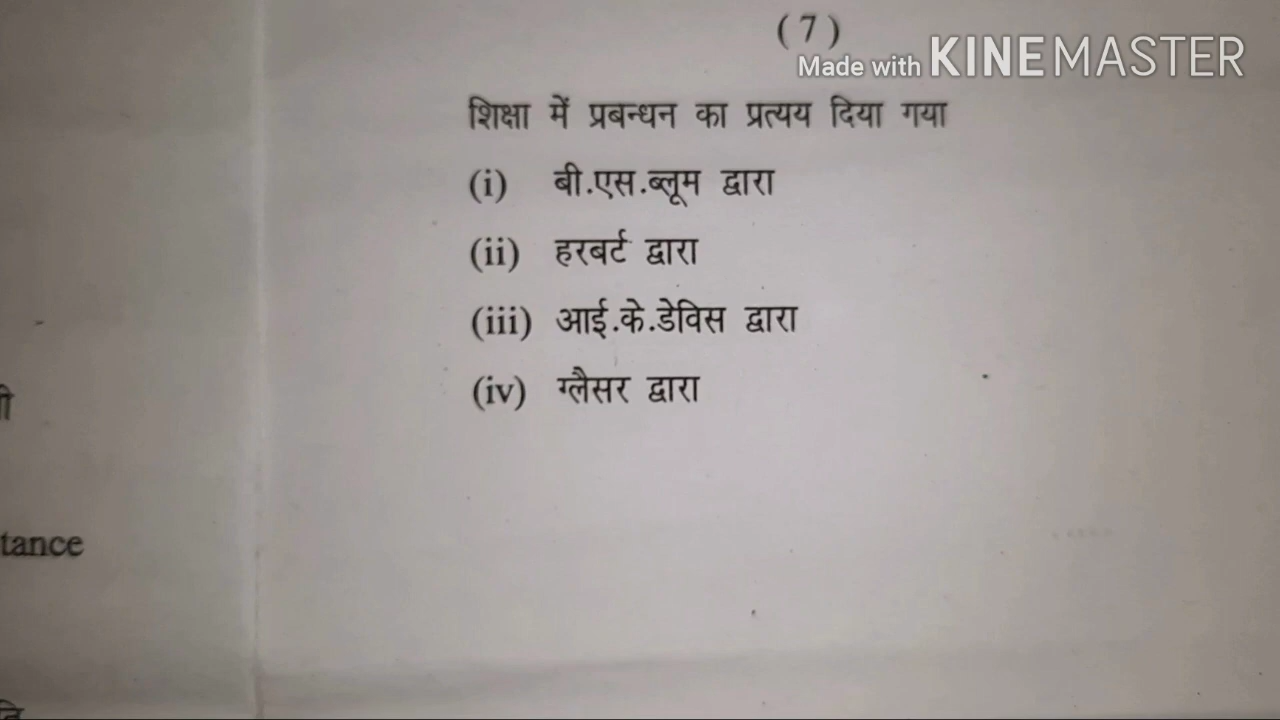 (7)
Made with KINEMASTER
शिक्षा में प्रबन्धन का प्रत्यय दिया गया
(i) बी.एस.ब्लूम द्वारा
(ii) हरबर्ट द्वारा
(iii) आई.के.डेविस द्वारा
(iv) ग्लैसर द्वारा
tance